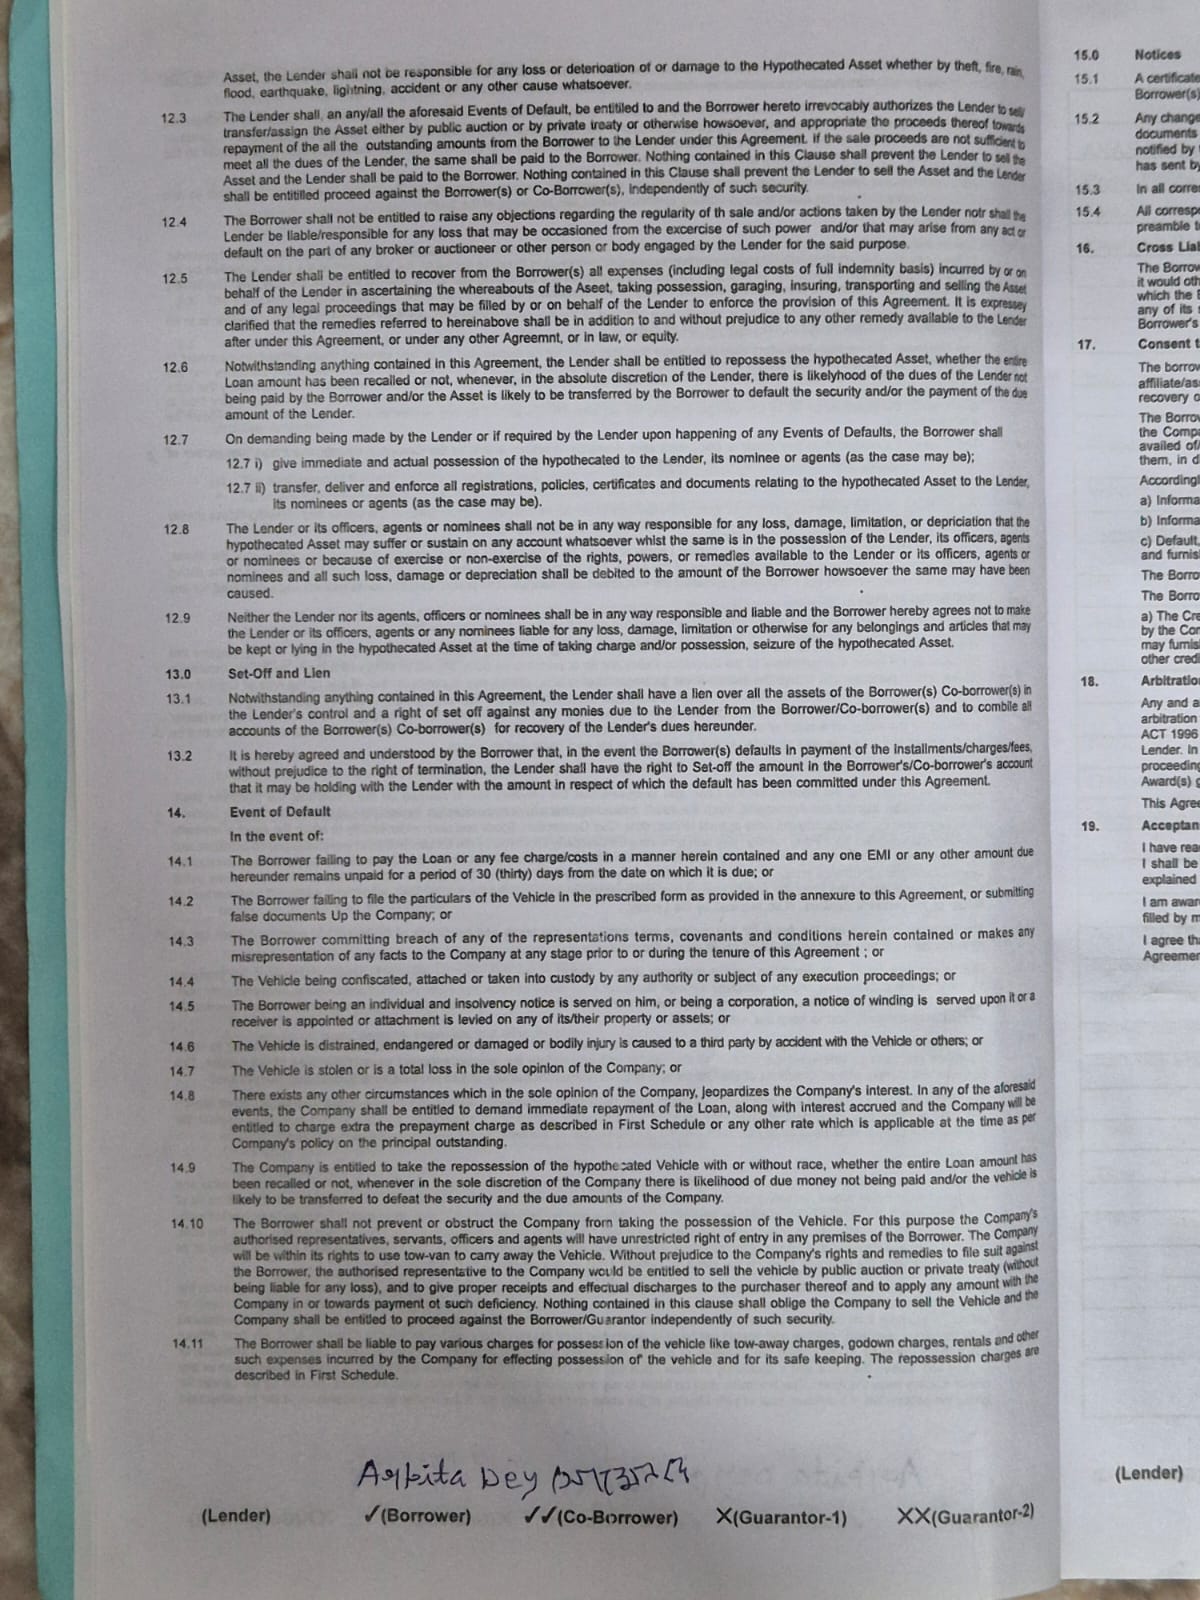 Asset, the Lender shall not be responsible for any loss or deterioation of or damage to the Hypothecated Asset whether by theft, fire, rain,
flood, earthquake, lightning, accident or any other cause whatsoever.
12.3 The Lender shall, an any/all the aforesaid Events of Default, be entitiled to and the Borrower hereto irrevocably authorizes the Lender to sell/
transfer/assign the Asset either by public auction or by private treaty or otherwise howsoever, and appropriate the proceeds thereof towards
repayment of the all the outstanding amounts from the Borrower to the Lender under this Agreement. If the sale proceeds are not sufficient to
meet all the dues of the Lender, the same shall be paid to the Borrower. Nothing contained in this Clause shall prevent the Lender to sell the
Asset and the Lender shall be paid to the Borrower. Nothing contained in this Clause shall prevent the Lender to sell the Asset and the Lender
shall be entitilled proceed against the Borrower(s) or Co-Borrower(s), independently of such security.
12.4 The Borrower shall not be entitled to raise any objections regarding the regularity of th sale and/or actions taken by the Lender notr shall the
Lender be liable/responsible for any loss that may be occasioned from the excercise of such power and/or that may arise from any act or
default on the part of any broker or auctioneer or other person or body engaged by the Lender for the said purpose.
12.5 The Lender shall be entitled to recover from the Borrower(s) all expenses (including legal costs of full indemnity basis) incurred by or on
behalf of the Lender in ascertaining the whereabouts of the Aseet, taking possession, garaging, insuring, transporting and selling the Asset
and of any legal proceedings that may be filled by or on behalf of the Lender to enforce the provision of this Agreement. It is expressey
clarified that the remedies referred to hereinabove shall be in addition to and without prejudice to any other remedy available to the Lender
after under this Agreement, or under any other Agreemnt, or in law, or equity.
12.6 Notwithstanding anything contained in this Agreement, the Lender shall be entitled to repossess the hypothecated Asset, whether the entire
Loan amount has been recalled or not, whenever, in the absolute discretion of the Lender, there is likelyhood of the dues of the Lender not
being paid by the Borrower and/or the Asset is likely to be transferred by the Borrower to default the security and/or the payment of the due
amount of the Lender.
12.7 On demanding being made by the Lender or if required by the Lender upon happening of any Events of Defaults, the Borrower shall
12.7 i) give immediate and actual possession of the hypothecated to the Lender, its nominee or agents (as the case may be);
12.7 ii) transfer, deliver and enforce all registrations, policies, certificates and documents relating to the hypothecated Asset to the Lender,
its nominees or agents (as the case may be).
12.8 The Lender or its officers, agents or nominees shall not be in any way responsible for any loss, damage, limitation, or depriciation that the
hypothecated Asset may suffer or sustain on any account whatsoever whist the same is in the possession of the Lender, its officers, agents
or nominees or because of exercise or non-exercise of the rights, powers, or remedies available to the Lender or its officers, agents or
nominees and all such loss, damage or depreciation shall be debited to the amount of the Borrower howsoever the same may have been
caused.
12.9 Neither the Lender nor its agents, officers or nominees shall be in any way responsible and liable and the Borrower hereby agrees not to make
the Lender or its officers, agents or any nominees liable for any loss, damage, limitation or otherwise for any belongings and articles that may
be kept or lying in the hypothecated Asset at the time of taking charge and/or possession, seizure of the hypothecated Asset.
13.0 Set-Off and Lien
13.1 Notwithstanding anything contained in this Agreement, the Lender shall have a lien over all the assets of the Borrower(s) Co-borrower(s) in
the Lender's control and a right of set off against any monies due to the Lender from the Borrower/Co-borrower(s) and to combile all
accounts of the Borrower(s) Co-borrower(s) for recovery of the Lender's dues hereunder.
13.2 It is hereby agreed and understood by the Borrower that, in the event the Borrower(s) defaults in payment of the installments/charges/fees,
without prejudice to the right of termination, the Lender shall have the right to Set-off the amount in the Borrower's/Co-borrower's account
that it may be holding with the Lender with the amount in respect of which the default has been committed under this Agreement.
14. Event of Default
In the event of:
14.1 The Borrower failing to pay the Loan or any fee charge/costs in a manner herein contained and any one EMI or any other amount due
hereunder remains unpaid for a period of 30 (thirty) days from the date on which it is due; or
14.2 The Borrower failing to file the particulars of the Vehicle in the prescribed form as provided in the annexure to this Agreement, or submitting
false documents Up the Company; or
14.3 The Borrower committing breach of any of the representations terms, covenants and conditions herein contained or makes any
misrepresentation of any facts to the Company at any stage prior to or during the tenure of this Agreement ; or
14.4 The Vehicle being confiscated, attached or taken into custody by any authority or subject of any execution proceedings; or
14.5 The Borrower being an individual and insolvency notice is served on him, or being a corporation, a notice of winding is served upon it or a
receiver is appointed or attachment is levied on any of its/their property or assets; or
14.6 The Vehicle is distrained, endangered or damaged or bodily injury is caused to a third party by accident with the Vehicle or others; or
14.7 The Vehicle is stolen or is a total loss in the sole opinion of the Company; or
14.8 There exists any other circumstances which in the sole opinion of the Company, jeopardizes the Company's interest. In any of the aforesaid
events, the Company shall be entitled to demand immediate repayment of the Loan, along with interest accrued and the Company will be
entitled to charge extra the prepayment charge as described in First Schedule or any other rate which is applicable at the time as per
Company's policy on the principal outstanding.
14.9 The Company is entitled to take the repossession of the hypothecated Vehicle with or without race, whether the entire Loan amount has
been recalled or not, whenever in the sole discretion of the Company there is likelihood of due money not being paid and/or the vehicle is
likely to be transferred to defeat the security and the due amounts of the Company.
14.10 The Borrower shall not prevent or obstruct the Company from taking the possession of the Vehicle. For this purpose the Company's
authorised representatives, servants, officers and agents will have unrestricted right of entry in any premises of the Borrower. The Company
will be within its rights to use tow-van to carry away the Vehicle. Without prejudice to the Company's rights and remedies to file suit against
the Borrower, the authorised representative to the Company would be entitled to sell the vehicle by public auction or private treaty (without
being liable for any loss), and to give proper receipts and effectual discharges to the purchaser thereof and to apply any amount with the
Company in or towards payment ot such deficiency. Nothing contained in this clause shall oblige the Company to sell the Vehicle and the
Company shall be entitled to proceed against the Borrower/Guarantor independently of such security.
14.11 The Borrower shall be liable to pay various charges for possession of the vehicle like tow-away charges, godown charges, rentals and other
such expenses incurred by the Company for effecting possession of the vehicle and for its safe keeping. The repossession charges are
described in First Schedule.
Arpita Dey
(Lender) ✓(Borrower) ✓✓(Co-Borrower) X(Guarantor-1) XX(Guarantor-2)
15.0 Notices
15.1 A certificate
Borrower(s)
15.2 Any change
documents
notified by
has sent by
15.3 In all corre
15.4 All corresp
preamble t
16. Cross Lia
The Borrow
it would oth
which the
any of its
Borrower's
17. Consent t
The borrow
affiliate/as
recovery o
The Borro
the Comp
availed of/
them, in d
Accordingl
a) Informa
b) Informa
c) Default,
and furnis
The Borro
The Borro
a) The Cre
by the Cor
may furnis
other credi
18. Arbitratio
Any and a
arbitration
ACT 1996
Lender. In
proceeding
Award(s) g
This Agre
19. Acceptan
I have rea
I shall be
explained
I am awar
filled by m
I agree th
Agreemer
(Lender)